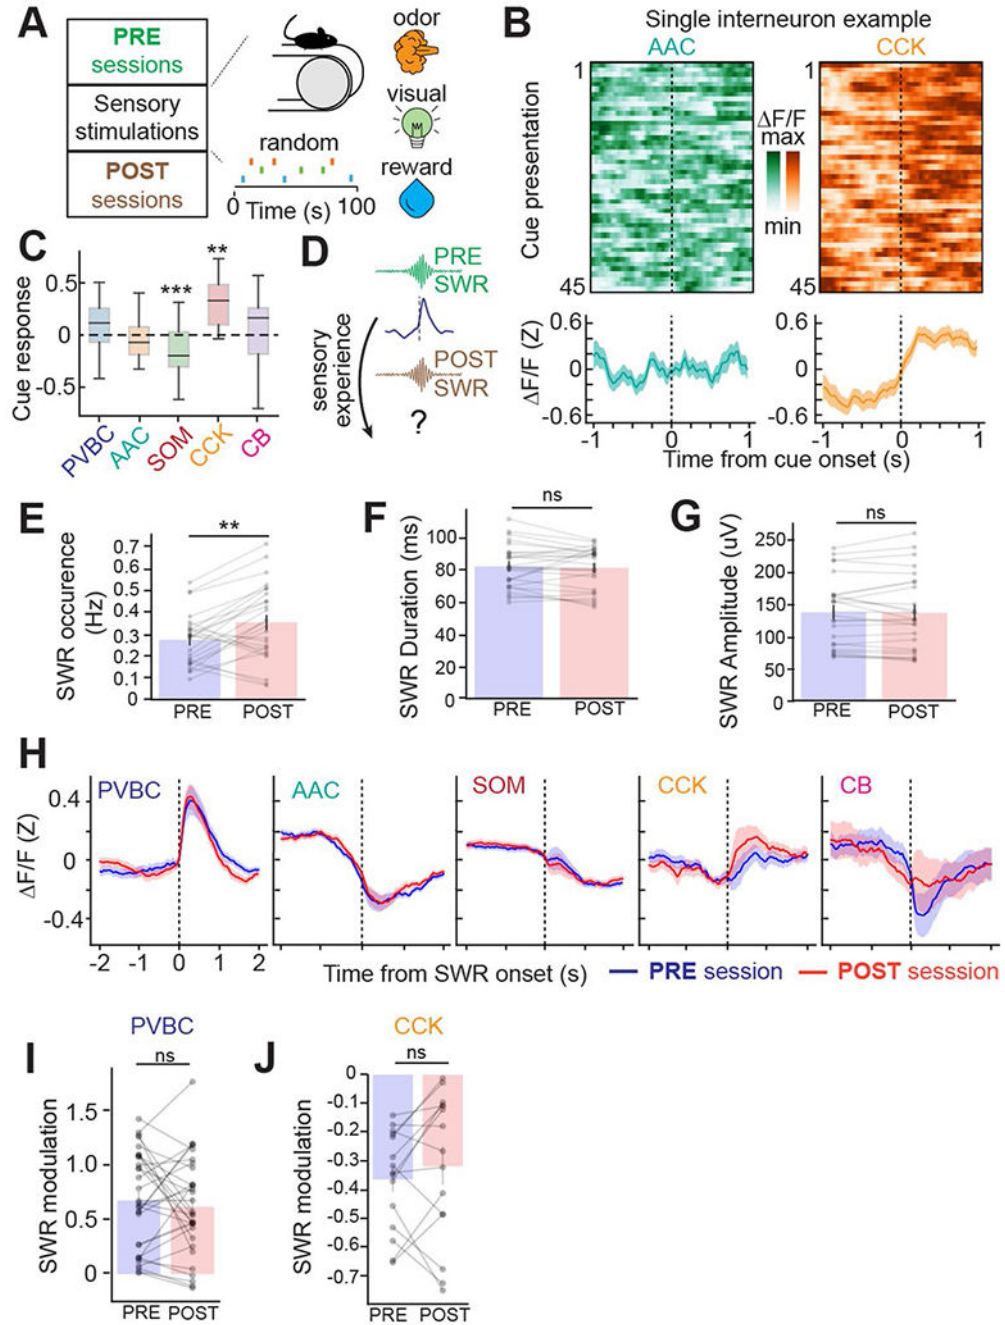 A
PRE
sessions
Sensory
stimulations
POST
sessions
random
0 Time (s) 100
odor
visual
reward
B
Single interneuron example
AAC
CCK
Cue presentation
1
45
ΔF/F
max
min
1
45
ΔF/F (Z)
0.6
0
-0.6
-1
0
1
0.6
0
-0.6
-1
0
1
Time from cue onset (s)
C
Cue response
0.5
0
-0.5
***
**
PVBC
AAC
SOM
CCK
CB
D
PRE
SWR
POST
SWR
?
sensory
experience
E
SWR occurence
(Hz)
0.7
0.6
0.5
0.4
0.3
0.2
0.1
0
**
PRE
POST
F
SWR Duration (ms)
100
80
60
40
20
0
ns
PRE
POST
G
SWR Amplitude (uV)
250
200
150
100
50
0
ns
PRE
POST
H
ΔF/F (Z)
0.4
0
-0.4
PVBC
AAC
SOM
CCK
CB
-2
-1
0
1
2
Time from SWR onset (s)
PRE session
POST sesssion
I
PVBC
SWR modulation
1.5
1.0
0.5
0
ns
PRE
POST
J
CCK
SWR modulation
0
-0.1
-0.2
-0.3
-0.4
-0.5
-0.6
-0.7
ns
PRE
POST